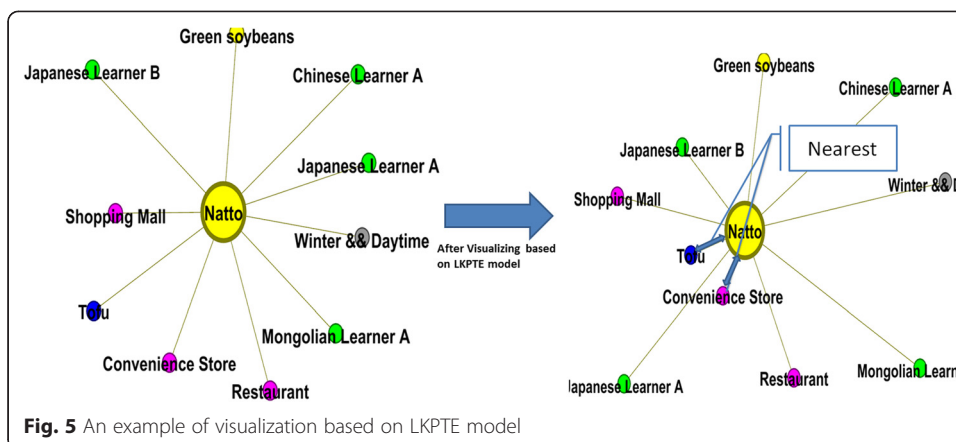 Green soybeans
Japanese Learner B
Chinese Learner A
Japanese Learner A
Natto
Shopping Mall
Winter && Daytime
Tofu
Mongolian Learner A
Convenience Store
Restaurant
After Visualizing based
on LKPTE model
Green soybeans
Chinese Learner A
Nearest
Japanese Learner B
Winter && D
Shopping Mall
Natto
Tofu
Convenience Store
Japanese Learner A
Restaurant
Mongolian Learn
Fig. 5 An example of visualization based on LKPTE model